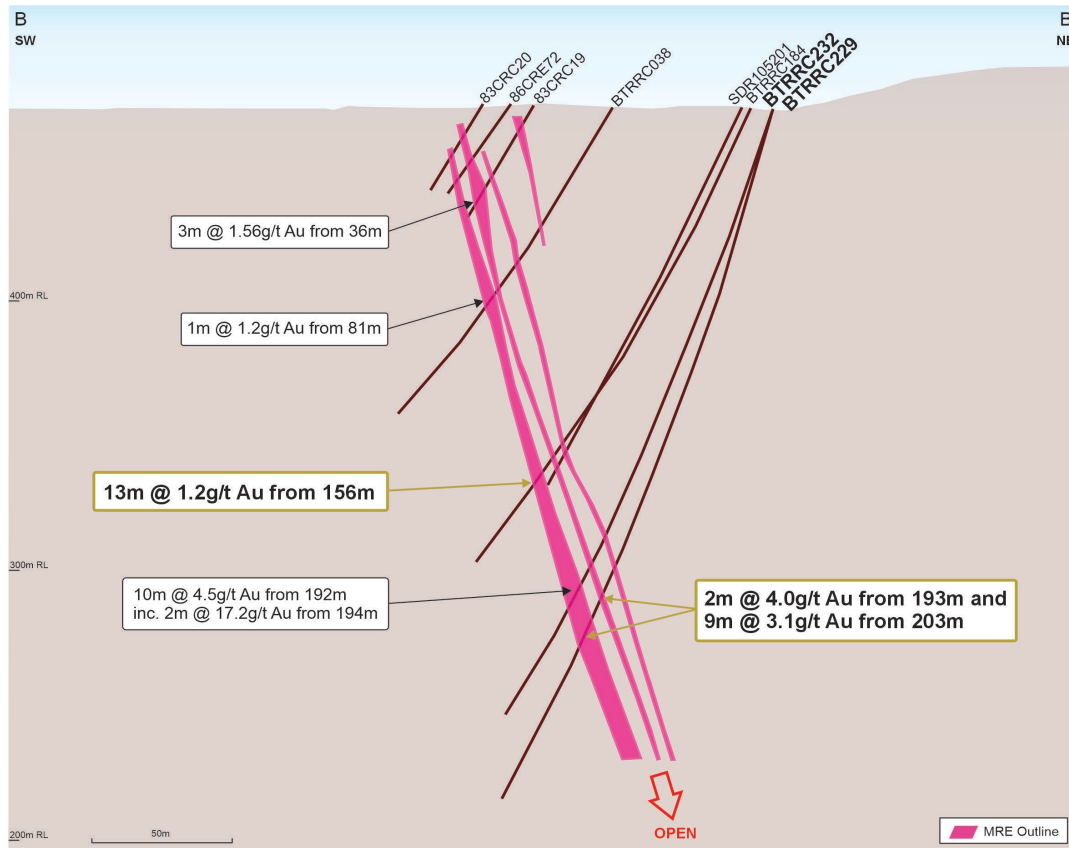 B
SW
B
NE
83CRC20
86CRE72
83CRC19
BTRRC038
SDR105201
BTRRC184
BTRRC232
BTRRC229
3m @ 1.56g/t Au from 36m
400m RL
1m @ 1.2g/t Au from 81m
13m @ 1.2g/t Au from 156m
300m RL
10m @ 4.5g/t Au from 192m
inc. 2m @ 17.2g/t Au from 194m
2m @ 4.0g/t Au from 193m and
9m @ 3.1g/t Au from 203m
OPEN
200m RL
50m
MRE Outline